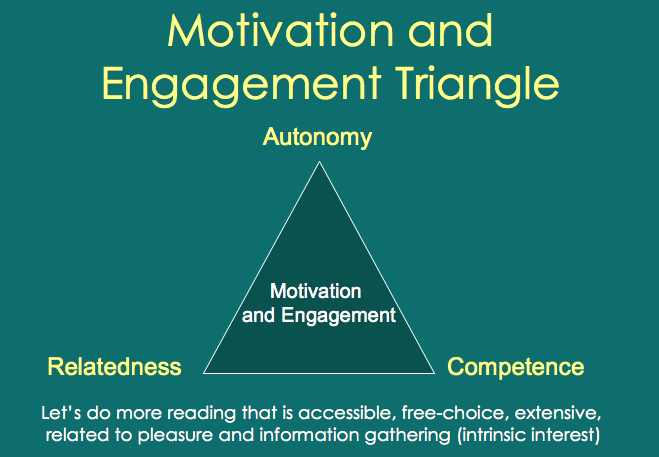 Motivation and
Engagement Triangle
Autonomy
Motivation
and Engagement
Relatedness
Competence
Let's do more reading that is accessible, free-choice, extensive,
related to pleasure and information gathering (intrinsic interest)